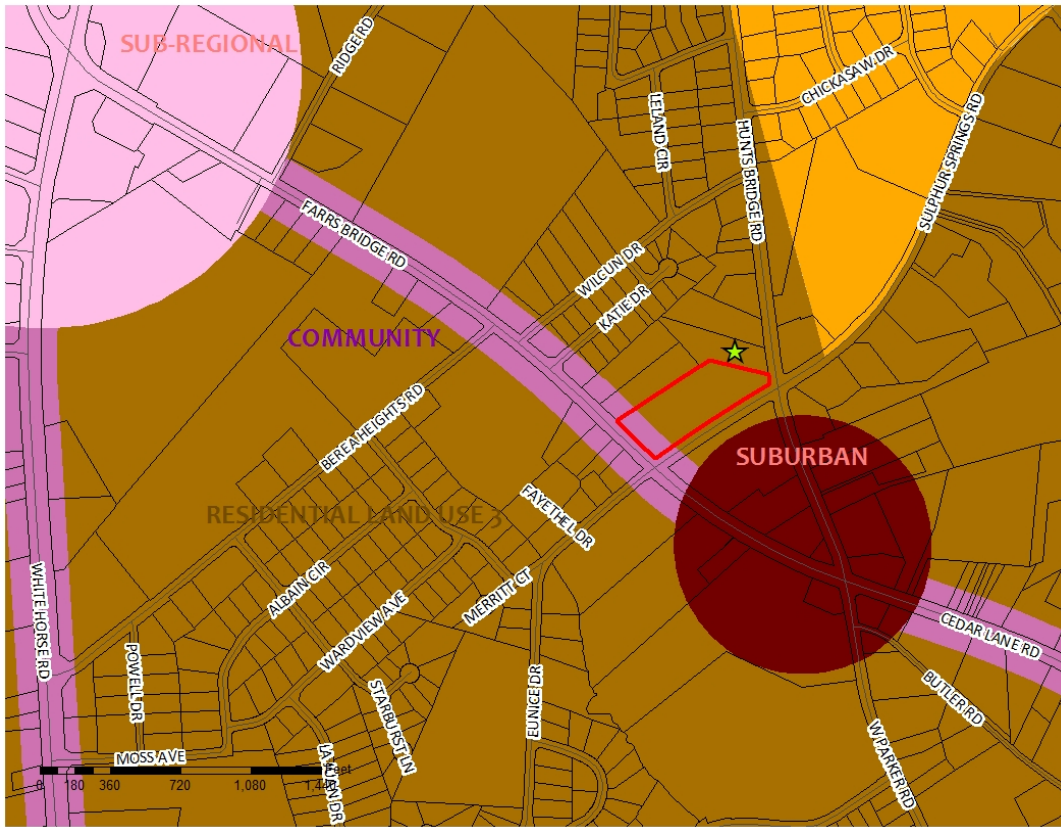 SUB-REGIONAL
RIDGE RD
CHICKASAW DR
LELAND CIR
HUNTS BRIDGE RD
SULPHUR SPRINGS RD
FARRS BRIDGE RD
WILGUN DR
KATIE DR
COMMUNITY
BEREA HEIGHTS RD
SUBURBAN
RESIDENTIAL LAND USE 3
FAYETHEL DR
WHITE HORSE RD
ALBAIN CIR
MERRITT CT
WARDVIEW AVE
CEDAR LANE RD
POWELL DR
STARBURST LN
EUNICE DR
BUTLER RD
W PARKER RD
MOSS AVE
0 180 360 720 1,080 1,440
Feet